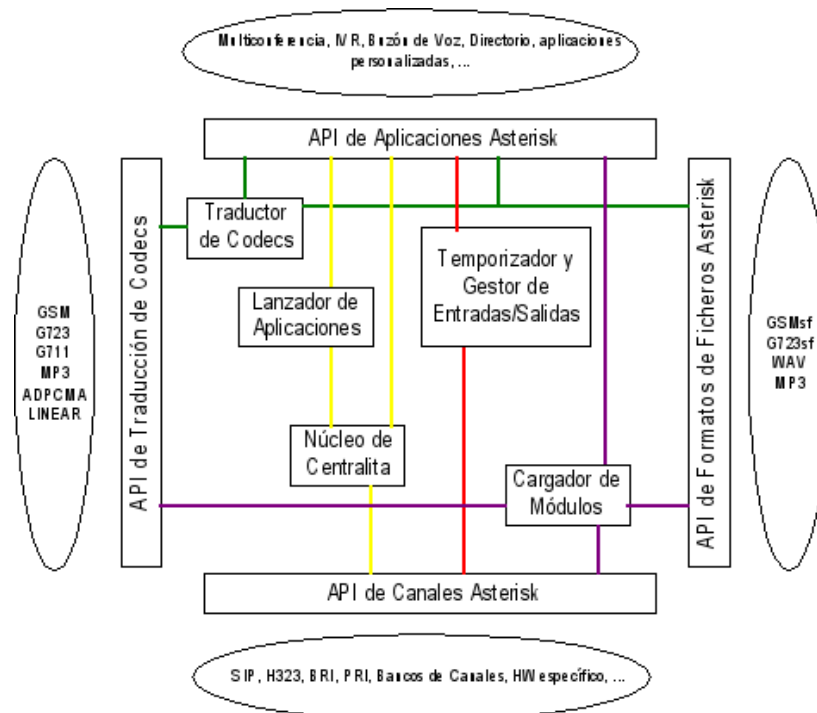 Multiconferencia, IVR, Buzón de Voz, Directorio, aplicaciones
personalizadas, ...
API de Aplicaciones Asterisk
API de Traducción de Codecs
Traductor
de Codecs
Temporizador y
Gestor de
Entradas/Salidas
Lanzador de
Aplicaciones
Núcleo de
Centralita
Cargador de
Módulos
API de Formatos de Ficheros Asterisk
GSM
G723
G711
MP3
ADPCMA
LINEAR
GSMsf
G723sf
WAV
MP3
API de Canales Asterisk
SIP, H323, BRI, PRI, Bancos de Canales, HW específico, ...